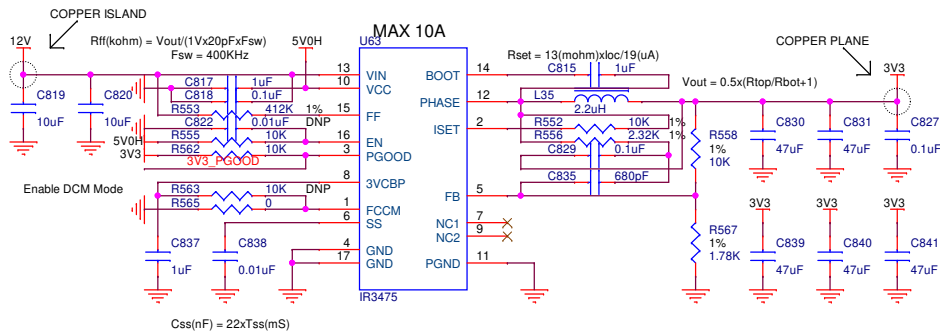 COPPER ISLAND
MAX 10A
12V
Rff(kohm) = Vout/(1Vx20pFxFsw)
Fsw = 400KHz
5V0H
U63
COPPER PLANE
Rset = 13(mohm)xloc/19(uA)
Vout = 0.5x(Rtop/Rbot+1)
3V3
C819
10uF
C820
10uF
C817
1uF
C818
0.1uF
R553
412K
1%
C822
0.01uF
DNP
5V0H
R555
10K
3V3
R562
10K
3V3_PGOOD
Enable DCM Mode
R563
10K
DNP
R565
0
C837
1uF
C838
0.01uF
13
VIN
10
VCC
15
FF
16
EN
3
PGOOD
8
3VCBP
1
FCCM
6
SS
4
GND
17
GND
BOOT
14
PHASE
12
ISET
2
FB
5
NC1
7
NC2
9
PGND
11
IR3475
C815
1uF
L35
2.2uH
R552
10K
1%
R556
2.32K
1%
C829
0.1uF
C835
680pF
R558
1%
10K
R567
1%
1.78K
C830
47uF
C831
47uF
C827
0.1uF
3V3
3V3
3V3
C839
47uF
C840
47uF
C841
47uF
Css(nF) = 22xTss(mS)